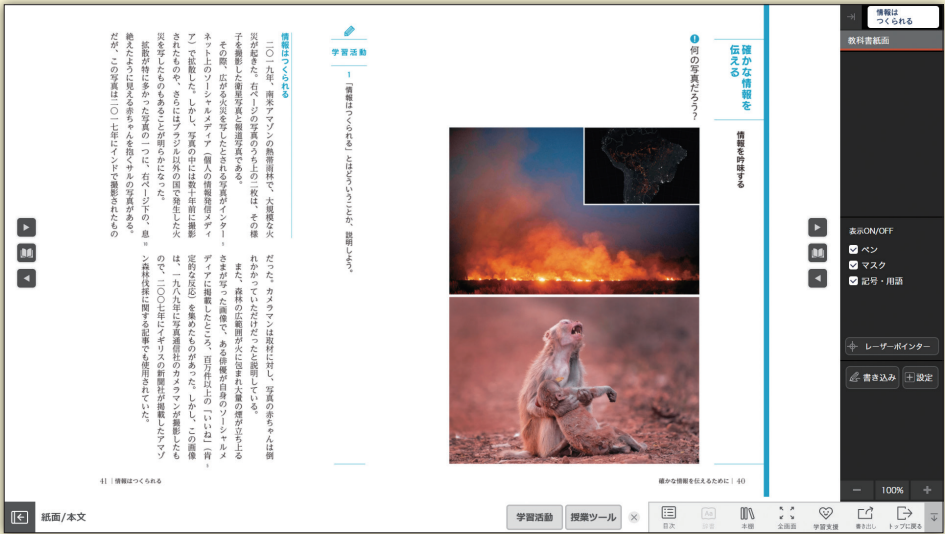 情報は
つくられる
教科書紙面
確かな情報を
伝える
情報を吟味する
何の写真だろう?
学習活動
1 「情報はつくられる」とはどういうことか、説明しよう。
情報はつくられる
二〇一九年、南米アマゾンの熱帯雨林で、大規模な火
災が起きた。右ページの写真のうち上の二枚は、その様
子を撮影した衛星写真と報道写真である。
その際、広がる火災を写したとされる写真がインター
ネット上のソーシャルメディア(個人の情報発信メディ
ア)で拡散した。しかし、写真の中には数十年前に撮影
されたものや、さらにはブラジル以外の国で発生した火
災を写したものもあることが明らかになった。
拡散が特に多かった写真の一つに、右ページ下の、息
絶えたように見える赤ちゃんを抱くサルの写真がある。
だが、この写真は二〇一七年にインドで撮影されたもの
だった。カメラマンは取材に対し、写真の赤ちゃんは倒
れかかっていただけだったと説明している。
また、森林の広範囲が火に包まれ大量の煙が立ち上る
さまが写った画像で、ある俳優が自身のソーシャルメ
ディアに掲載したところ、百万件以上の「いいね」(肯
定的な反応)を集めたものがあった。しかし、この画像
は、一九八九年に写真通信社のカメラマンが撮影したも
ので、二〇〇七年にイギリスの新聞社が掲載したアマゾ
ン森林伐採に関する記事でも使用されていた。
5
10
5
41 | 情報はつくられる
確かな情報を伝えるために | 40
表示ON/OFF
ペン
マスク
記号・用語
レーザーポインター
書き込み
設定
100%
紙面/本文
学習活動
授業ツール
目次
Aa
設定
本棚
全画面
学習支援
書き出し
トップに戻る